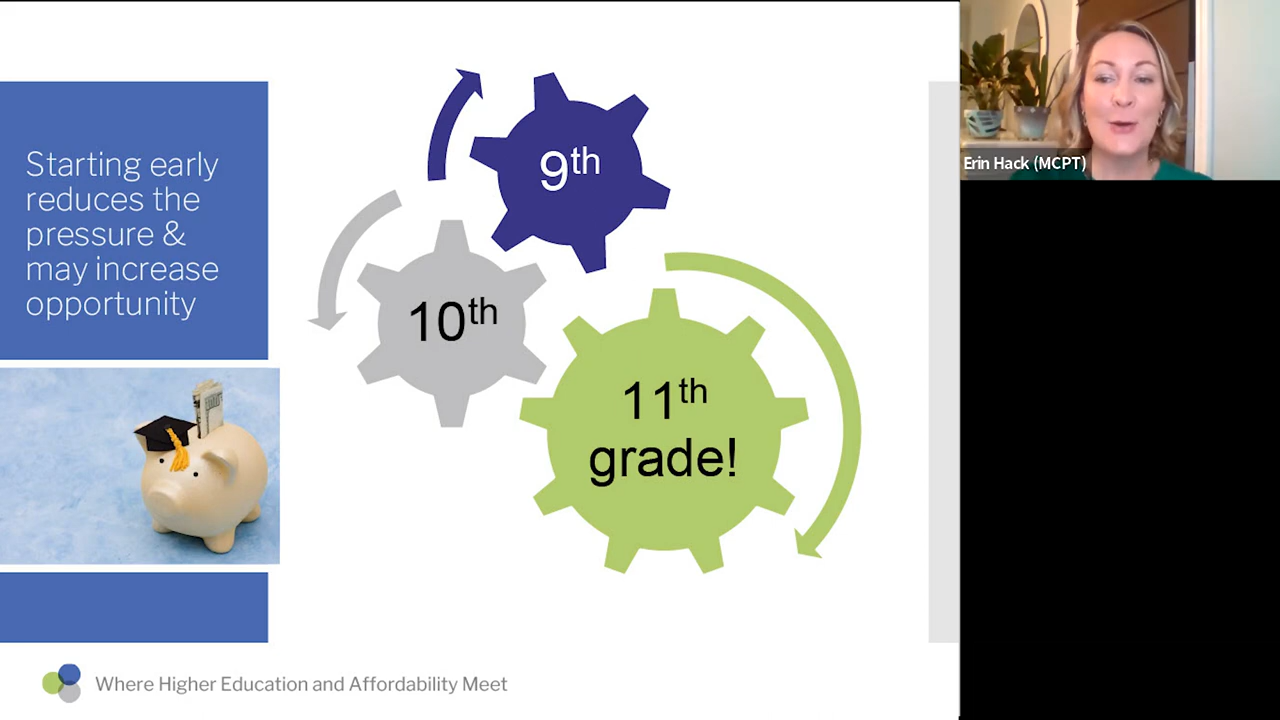 Starting early
reduces the
pressure &
may increase
opportunity
9th
10th
11th
grade!
Where Higher Education and Affordability Meet
Erin Hack (MCPT)